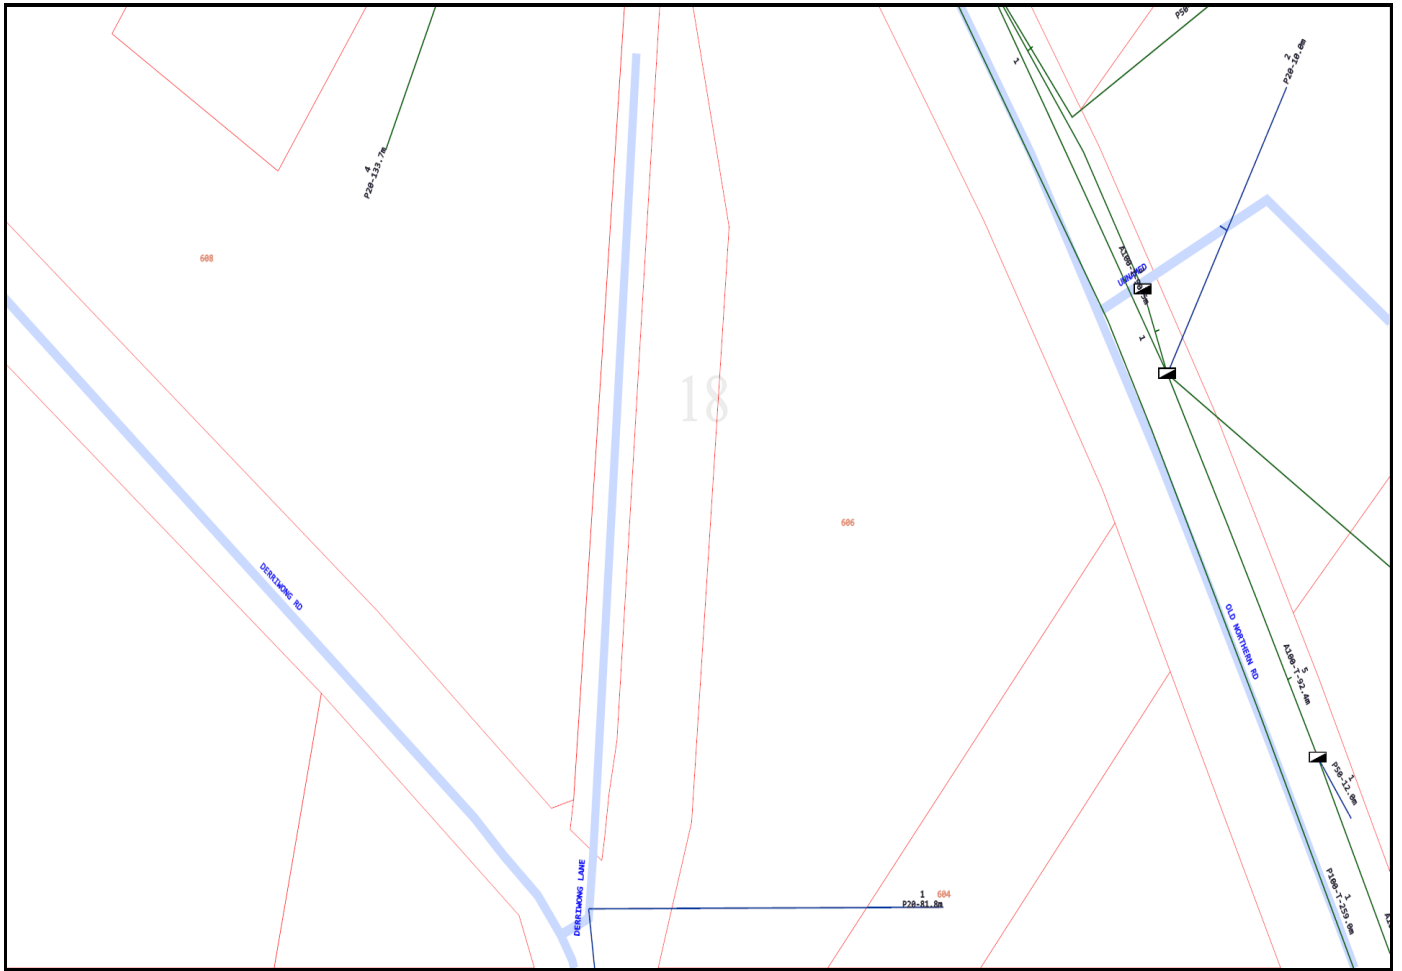 P50
2
P20-10.0m
1
4
P20-133.7m
608
UNNAMED
1
18
606
DERRIWONG RD
OLD NORTHERN RD
5
A100-T-92.4m
1
P50-12.0m
DERRIWONG LANE
1
604
P20-81.8m
1
P100-T-259.0m